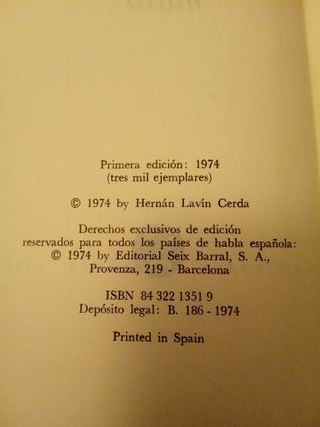 Primera edición: 1974
(tres mil ejemplares)
© 1974 by Hernán Lavín Cerda
Derechos exclusivos de edición
reservados para todos los países de habla española:
© 1974 by Editorial Seix Barral, S. A.,
Provenza, 219 - Barcelona
ISBN 84 322 1351 9
Depósito legal: B. 186 - 1974
Printed in Spain